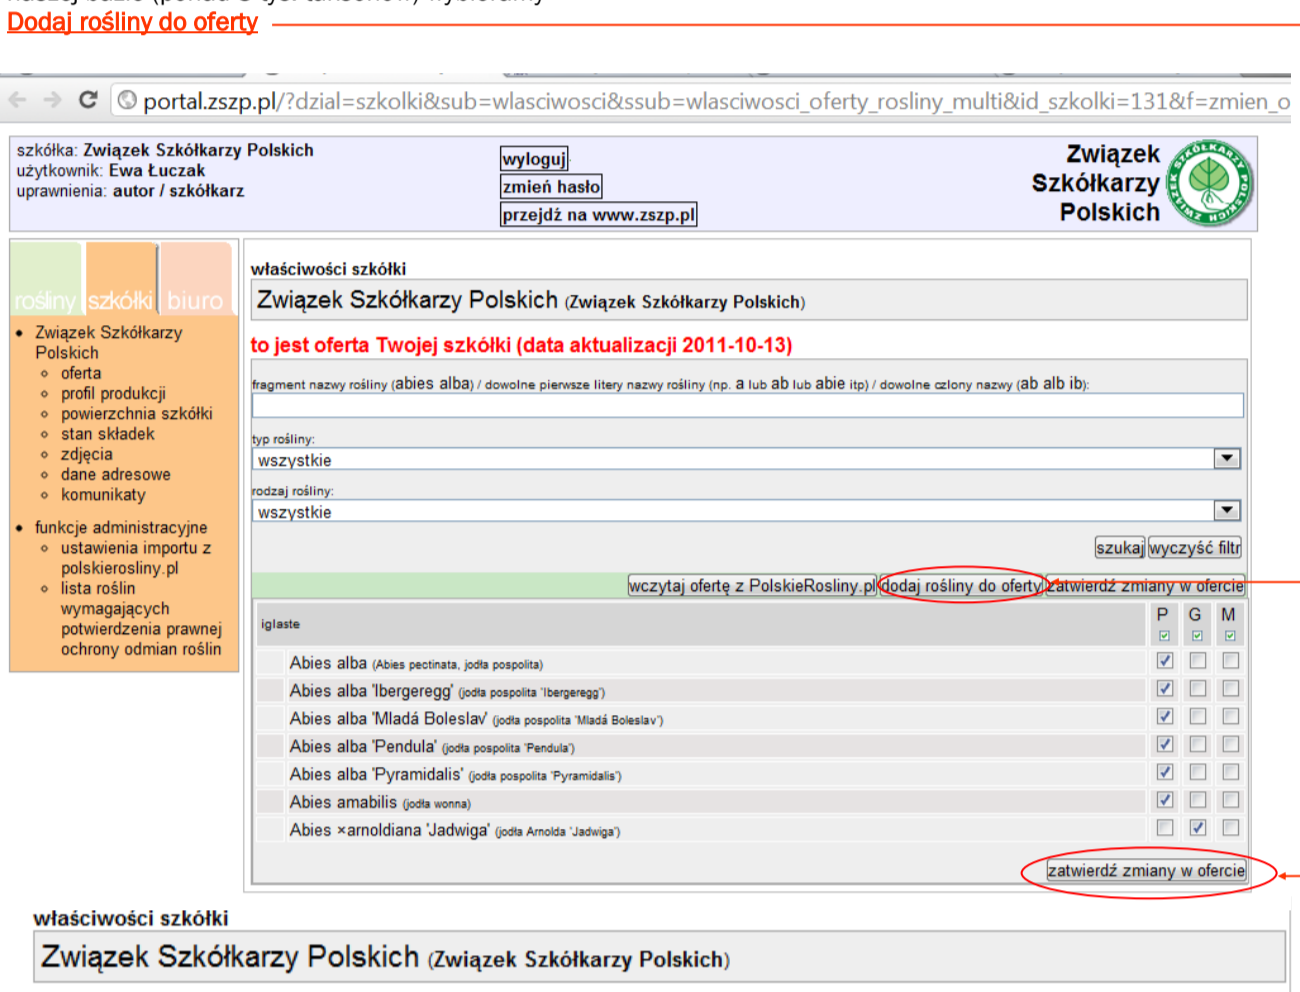 Dodaj rośliny do oferty
portal.zszp.pl/?dzial=szkolki&sub=wlasciwosci&ssub=wlasciwosci_oferty_rosliny_multi&id_szkolki=131&f=zmien_o
szkółka: Związek Szkółkarzy Polskich
użytkownik: Ewa Łuczak
uprawnienia: autor / szkółkarz
wyloguj
zmień hasło
przejdź na www.zszp.pl
Związek
Szkółkarzy
Polskich
SZKÓŁKARZY POLSKICH ZWIĄZEK
rośliny szkółki biuro
Związek Szkółkarzy
Polskich
oferta
profil produkcji
powierzchnia szkółki
stan składek
zdjęcia
dane adresowe
komunikaty
funkcje administracyjne
ustawienia importu z
polskierosliny.pl
lista roślin
wymagających
potwierdzenia prawnej
ochrony odmian roślin
właściwości szkółki
Związek Szkółkarzy Polskich (Związek Szkółkarzy Polskich)
to jest oferta Twojej szkółki (data aktualizacji 2011-10-13)
fragment nazwy rośliny (abies alba) / dowolne pierwsze litery nazwy rośliny (np. a lub ab lub abie itp) / dowolne człony nazwy (ab alb ib):
typ rośliny:
wszystkie
rodzaj rośliny:
wszystkie
szukaj wyczyść filtr
wczytaj ofertę z PolskieRosliny.pl dodaj rośliny do oferty zatwierdź zmiany w ofercie
iglaste P G M
Abies alba (Abies pectinata, jodła pospolita)
Abies alba 'Ibergeregg' (jodła pospolita 'Ibergeregg')
Abies alba 'Mladá Boleslav' (jodła pospolita 'Mladá Boleslav')
Abies alba 'Pendula' (jodła pospolita 'Pendula')
Abies alba 'Pyramidalis' (jodła pospolita 'Pyramidalis')
Abies amabilis (jodła wonna)
Abies ×arnoldiana 'Jadwiga' (jodła Arnolda 'Jadwiga')
zatwierdź zmiany w ofercie
właściwości szkółki
Związek Szkółkarzy Polskich (Związek Szkółkarzy Polskich)